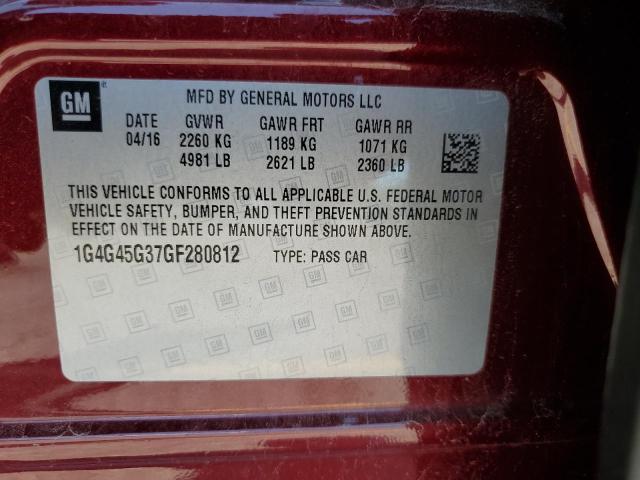 GM
MFD BY GENERAL MOTORS LLC
DATE GVWR GAWR FRT GAWR RR
04/16 2260 KG 1189 KG 1071 KG
4981 LB 2621 LB 2360 LB
THIS VEHICLE CONFORMS TO ALL APPLICABLE U.S. FEDERAL MOTOR
VEHICLE SAFETY, BUMPER, AND THEFT PREVENTION STANDARDS IN
EFFECT ON THE DATE OF MANUFACTURE SHOWN ABOVE.
1G4G45G37GF280812 TYPE: PASS CAR